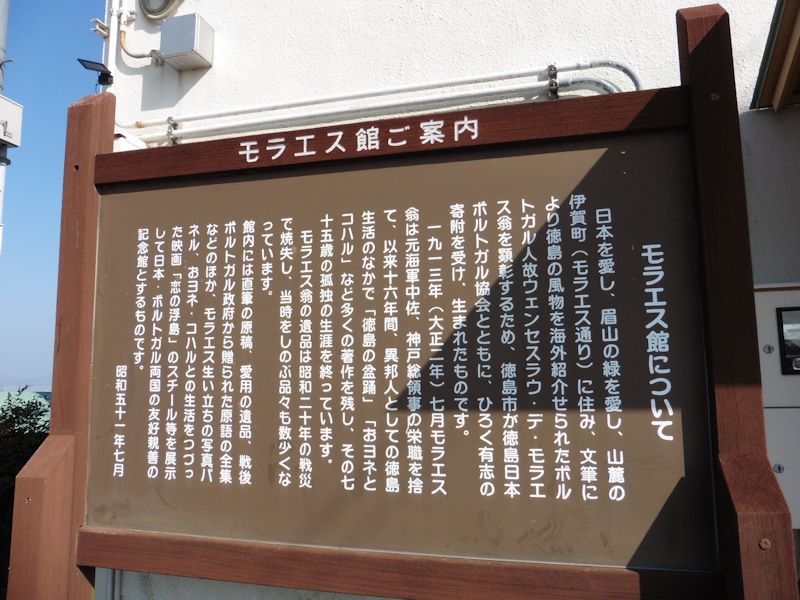 モラエス館ご案内
モラエス館について
日本を愛し、眉山の緑を愛し、山麓の
伊賀町（モラエス通り）に住み、文筆に
より徳島の風物を海外紹介せられたポル
トガル人故ウエンセスラウ・デ・モラエ
ス翁を顕彰するため、徳島市が徳島日本
ポルトガル協会とともに、ひろく有志の
寄附を受け、生まれたものです。
一九一三年（大正二年）七月モラエス
翁は元海軍中佐、神戸総領事の栄職を捨
て、以来十六年間、異邦人としての徳島
生活のなかで「徳島の盆踊」「おヨネと
コハル」など多くの著作を残し、その七
十五歳の孤独の生涯を終っています。
モラエス翁の遺品は昭和二十年の戦災
で焼失し、当時をしのぶ品々も数少くな
っています。
館内には直筆の原稿、愛用の遺品、戦後
ポルトガル政府から贈られた原語の全集
などのほか、モラエス生い立ちの写真パ
ネル、おヨネ・コハルとの生活をつづっ
た映画「恋の浮島」のスチール等を展示
して日本・ポルトガル両国の友好親善の
記念館とするものです。
昭和五十一年七月